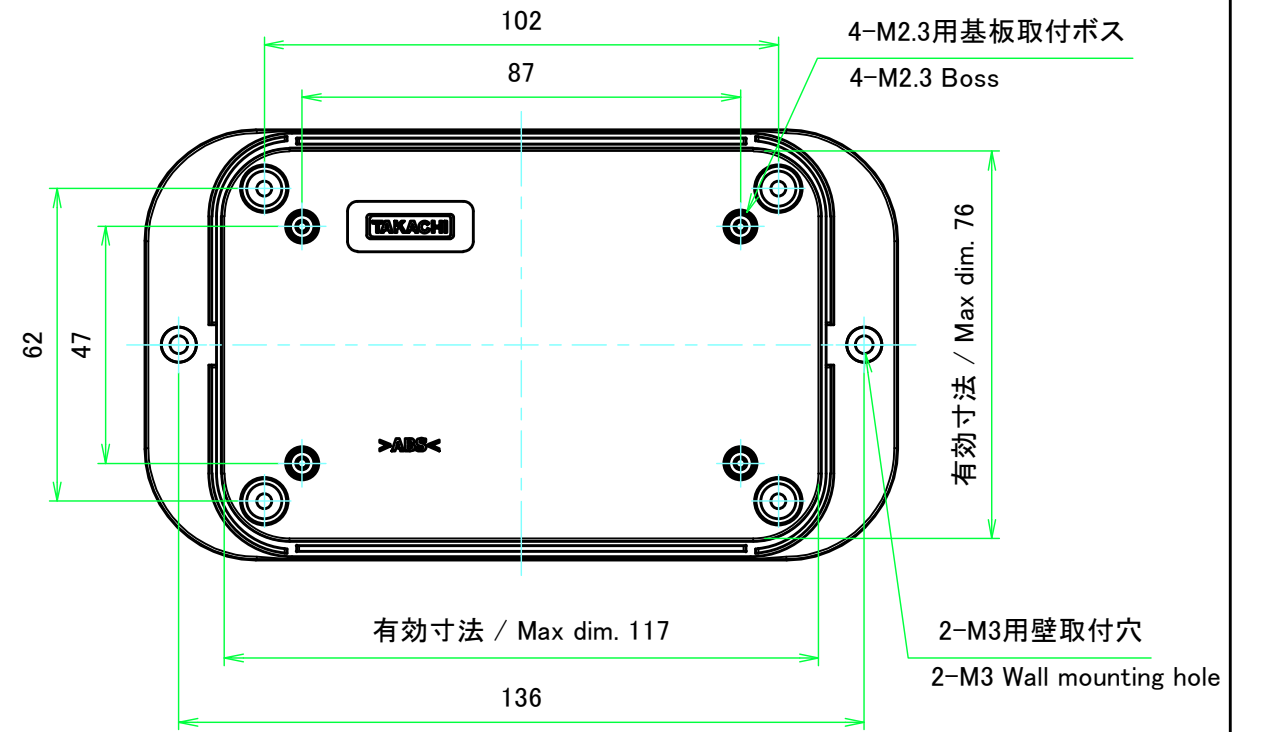 102
4-M2.3用基板取付ボス
87
4-M2.3 Boss
TAKACHI
有効寸法 / Max dim. 76
62
47
>ABS<
有効寸法 / Max dim. 117
2-M3用壁取付穴
2-M3 Wall mounting hole
136